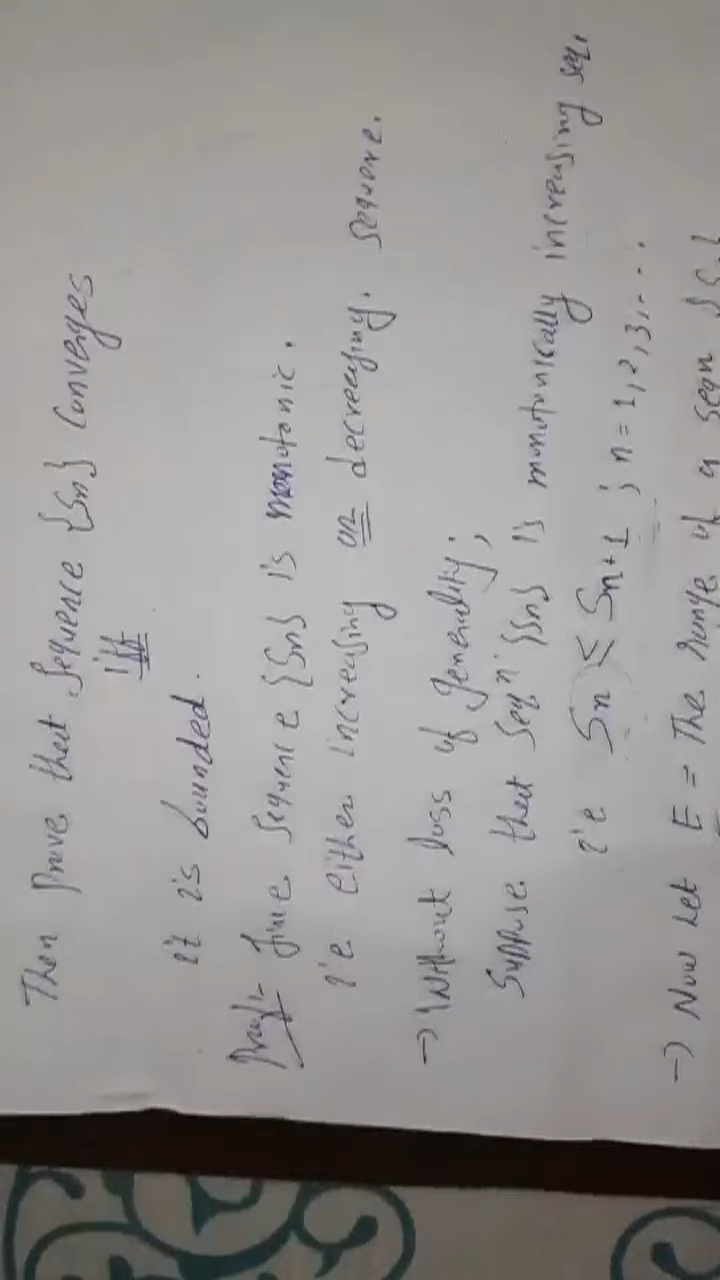 Then prove that sequence {Sn} converges
iff
it is bounded.
Proof:- Since sequence {Sn} is monotonic.
i'e either increasing or decreasing. sequence.
→ Without loss of generality;
Suppose that seqn {Sn} is monotonically increasing seq.
i'e Sn ≤ Sn+1 ; n = 1,2,3,...
→ Now Let E = The range of a seqn {Sn}